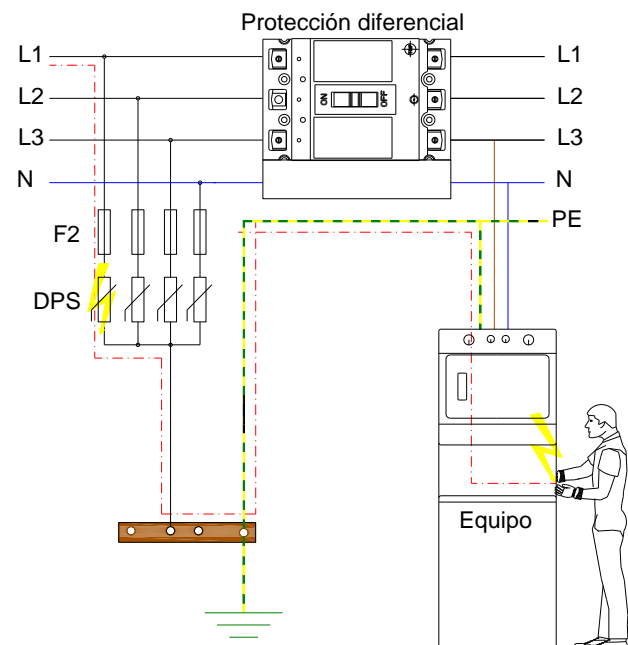 Protección diferencial
L1
L1
ON
OFF
L2
L2
L3
L3
N
N
F2
PE
DPS
Equipo